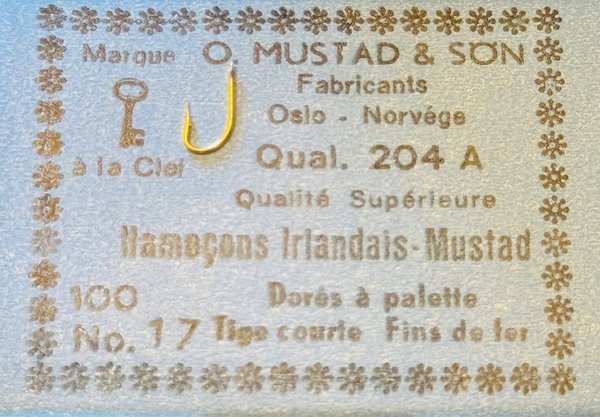 Marque O. MUSTAD & SØN
Fabricants
Oslo - Norvége
à la Clef Qual. 204 A
Qualité Supérieure
Hameçons Irlandais-Mustad
100 Dorés à palette
No. 17 Tige courte Fins de fer